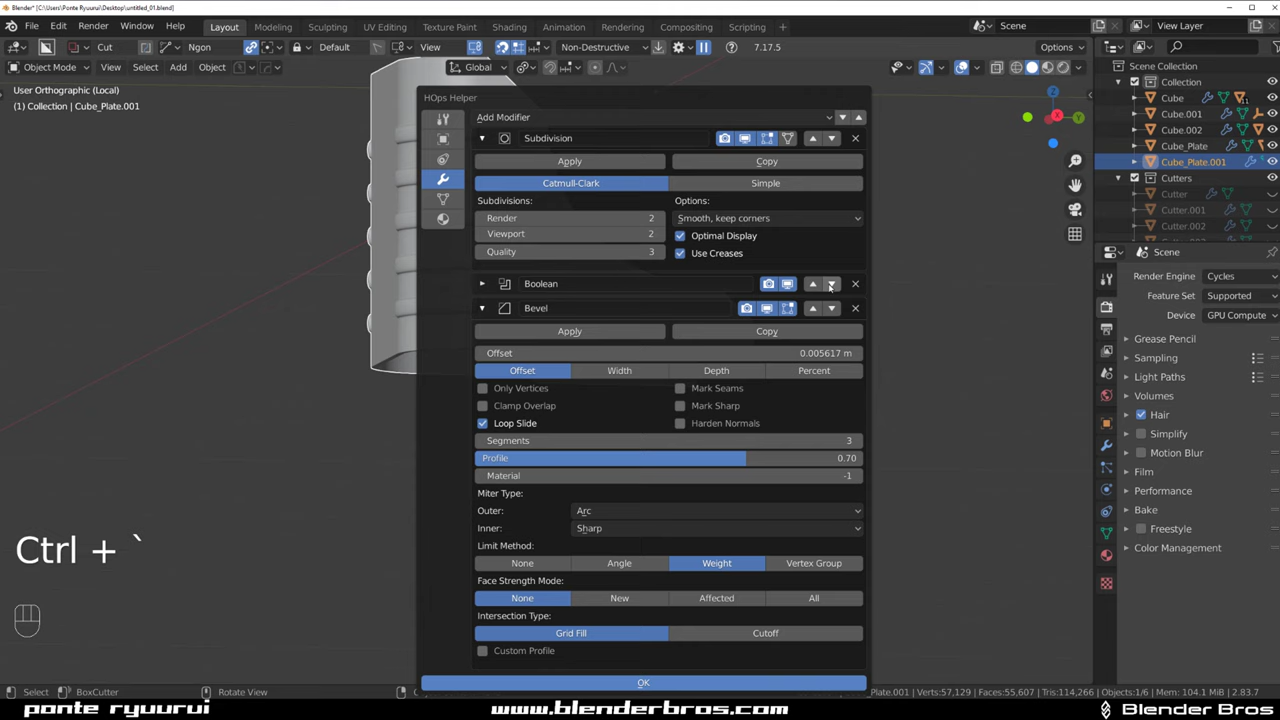 Blender* [C:\Users\Ponte Ryuurui\Desktop\untitled_01.blend]
File Edit Render Window Help Layout Modeling Sculpting UV Editing Texture Paint Shading Animation Rendering Compositing Scripting + Scene View Layer
Cut Ngon Default View Non-Destructive 7.17.5 Options
Object Mode View Select Add Object Global
User Orthographic (Local)
(1) Collection | Cube_Plate.001
Scene Collection
Collection
Cube
Cube.001
Cube.002
Cube_Plate
Cube_Plate.001
Cutters
Cutter
Cutter.001
Cutter.002
HOps Helper
Add Modifier
Subdivision
Apply Copy
Catmull-Clark Simple
Subdivisions: Options:
Render 2 Smooth, keep corners
Viewport 2 Optimal Display
Quality 3 Use Creases
Boolean
Bevel
Apply Copy
Offset 0.005617 m
Offset Width Depth Percent
Only Vertices Mark Seams
Clamp Overlap Mark Sharp
Loop Slide Harden Normals
Segments 3
Profile 0.70
Material -1
Miter Type:
Outer: Arc
Inner: Sharp
Limit Method:
None Angle Weight Vertex Group
Face Strength Mode:
None New Affected All
Intersection Type:
Grid Fill Cutoff
Custom Profile
OK
Scene
Render Engine Cycles
Feature Set Supported
Device GPU Compute
Grease Pencil
Sampling
Light Paths
Volumes
Hair
Simplify
Motion Blur
Film
Performance
Bake
Freestyle
Color Management
Ctrl + `
Select BoxCutter Rotate View Plate.001 | Verts:57,129 | Faces:55,607 | Tris:114,266 | Objects:1/6 | Mem: 104.1 MiB | 2.83.7
ponte ryuurui www.blenderbros.com Blender Bros